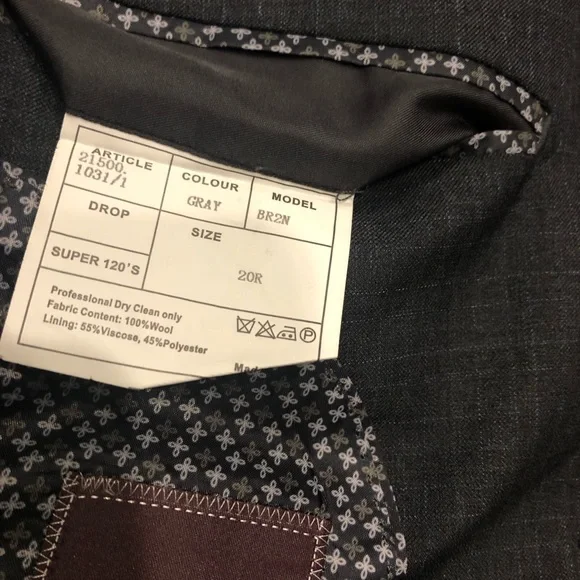 ARTICLE
21500.
1031/1
COLOUR
GRAY
MODEL
BR2N
DROP
SIZE
SUPER 120'S
20R
Professional Dry Clean only
Fabric Content: 100%Wool
Lining: 55%Viscose, 45%Polyester
P